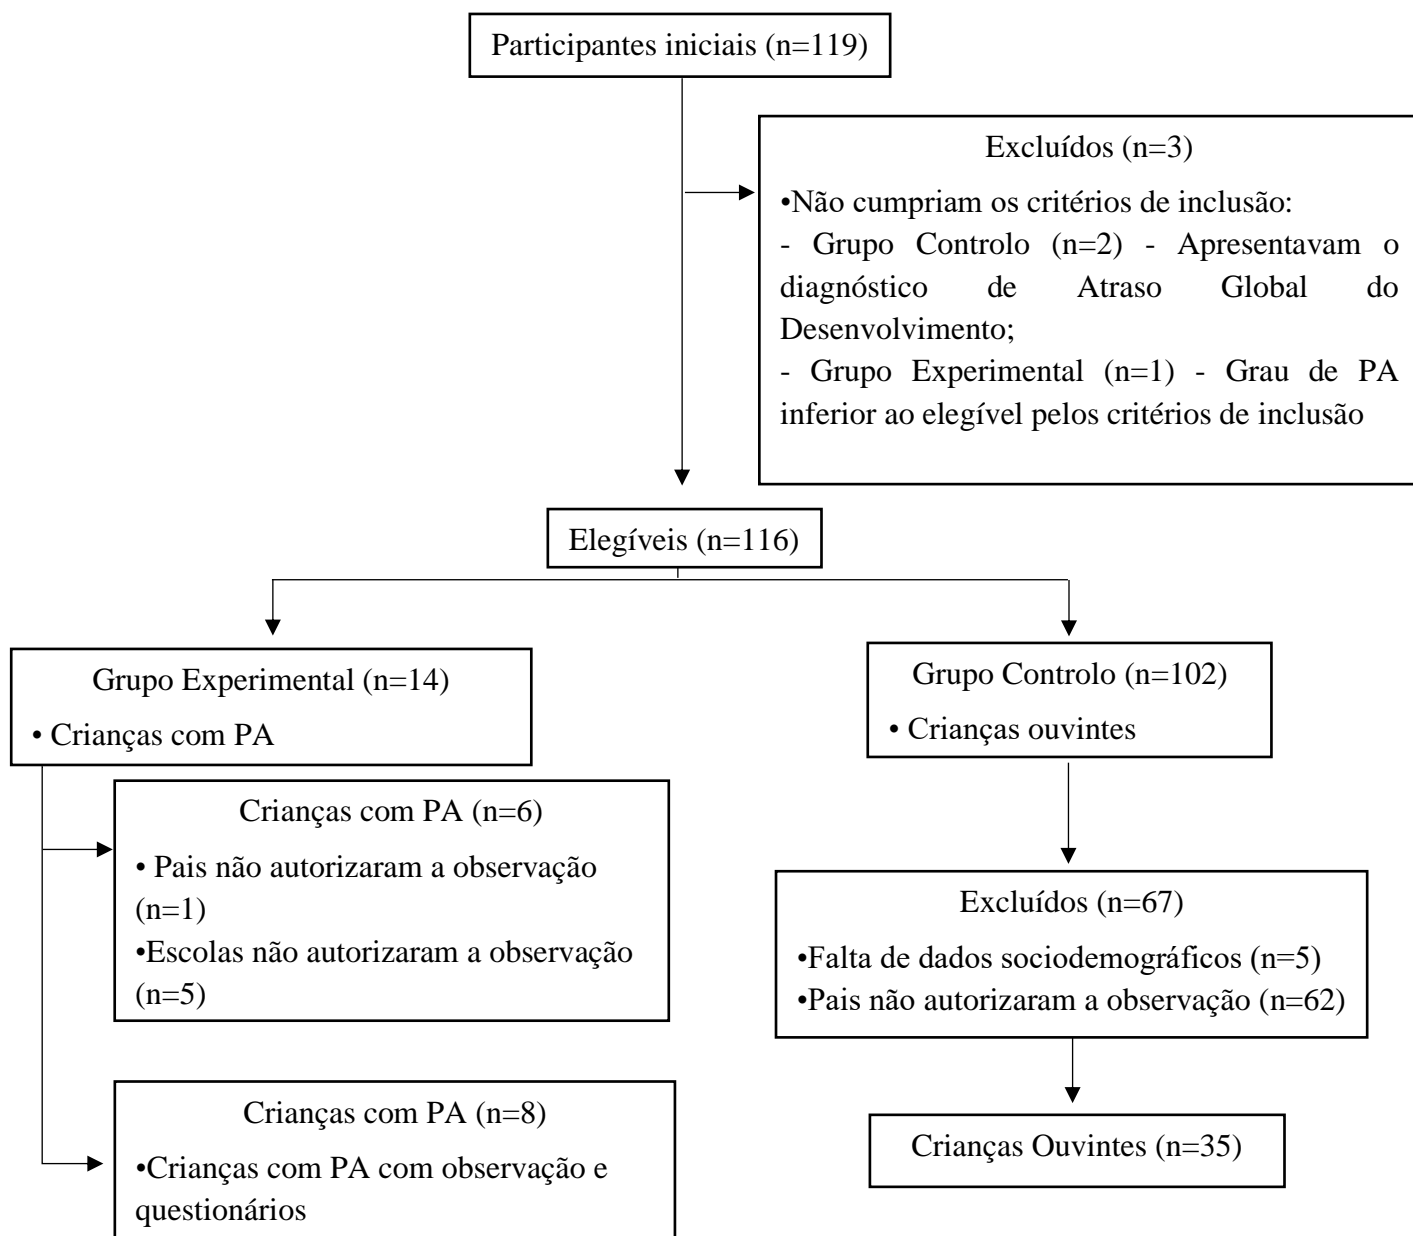 Participantes iniciais (n=119)
Excluídos (n=3)
•Não cumpriam os critérios de inclusão:
- Grupo Controlo (n=2) - Apresentavam o
diagnóstico de Atraso Global do
Desenvolvimento;
- Grupo Experimental (n=1) - Grau de PA
inferior ao elegível pelos critérios de inclusão
Elegíveis (n=116)
Grupo Experimental (n=14)
• Crianças com PA
Grupo Controlo (n=102)
• Crianças ouvintes
Crianças com PA (n=6)
• Pais não autorizaram a observação
(n=1)
•Escolas não autorizaram a observação
(n=5)
Excluídos (n=67)
•Falta de dados sociodemográficos (n=5)
•Pais não autorizaram a observação (n=62)
Crianças com PA (n=8)
•Crianças com PA com observação e
questionários
Crianças Ouvintes (n=35)